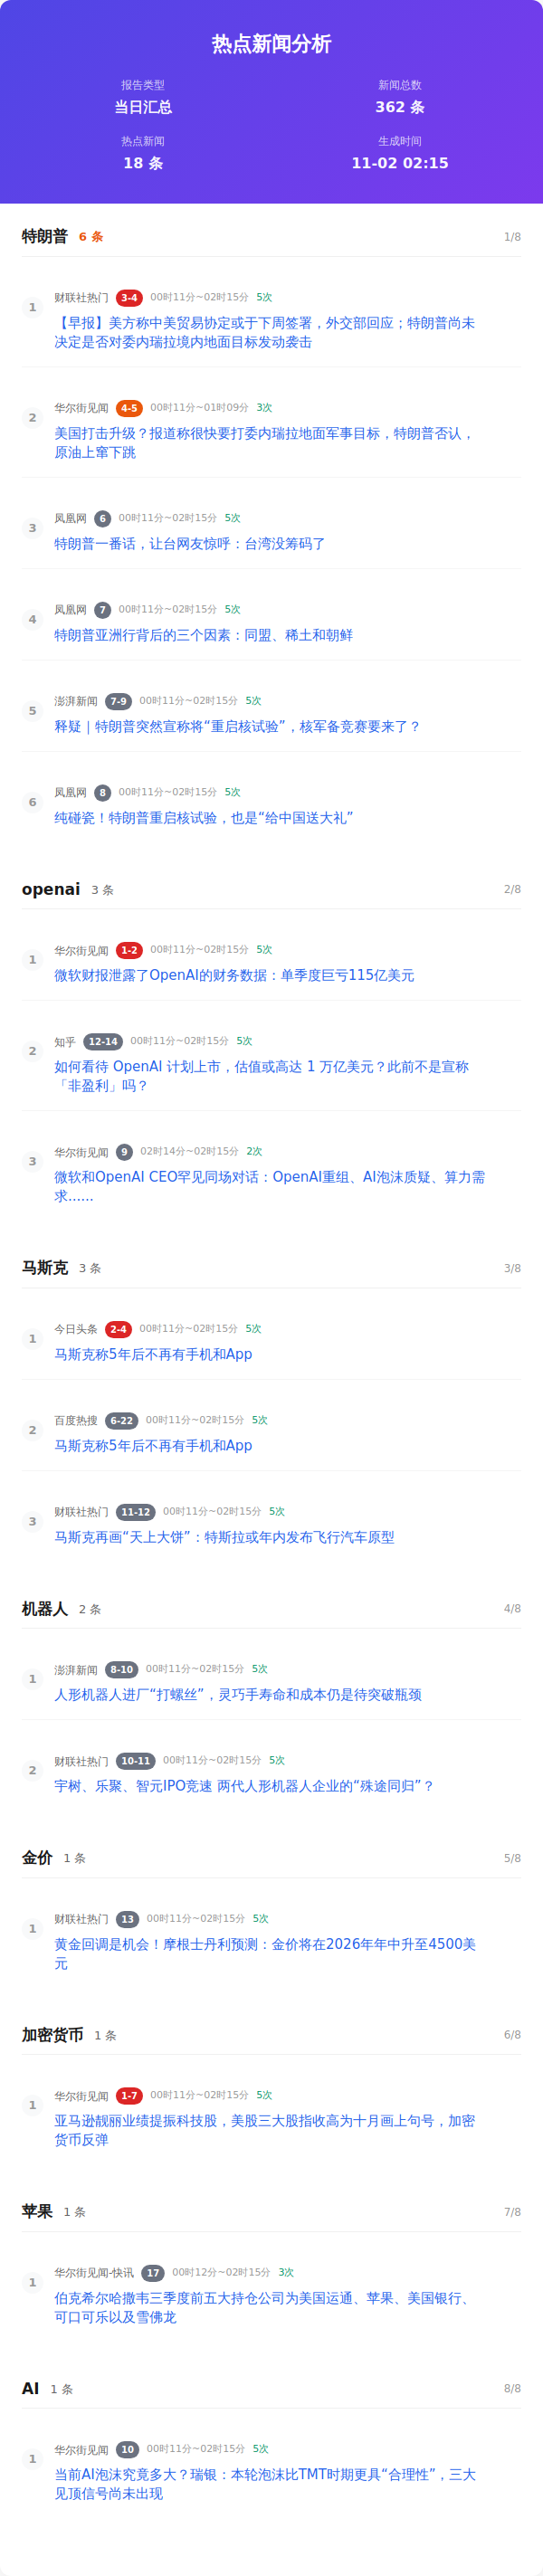 热点新闻分析
报告类型
新闻总数
当日汇总
362 条
热点新闻
生成时间
18 条
11-02 02:15
特朗普 6 条 1/8
1 财联社热门 3-4 00时11分~02时15分 5次
【早报】美方称中美贸易协定或于下周签署，外交部回应；特朗普尚未
决定是否对委内瑞拉境内地面目标发动袭击
2 华尔街见闻 4-5 00时11分~01时09分 3次
美国打击升级？报道称很快要打委内瑞拉地面军事目标，特朗普否认，
原油上窜下跳
3 凤凰网 6 00时11分~02时15分 5次
特朗普一番话，让台网友惊呼：台湾没筹码了
4 凤凰网 7 00时11分~02时15分 5次
特朗普亚洲行背后的三个因素：同盟、稀土和朝鲜
5 澎湃新闻 7-9 00时11分~02时15分 5次
释疑｜特朗普突然宣称将“重启核试验”，核军备竞赛要来了？
6 凤凰网 8 00时11分~02时15分 5次
纯碰瓷！特朗普重启核试验，也是“给中国送大礼”
openai 3 条 2/8
1 华尔街见闻 1-2 00时11分~02时15分 5次
微软财报泄露了OpenAI的财务数据：单季度巨亏115亿美元
2 知乎 12-14 00时11分~02时15分 5次
如何看待 OpenAI 计划上市，估值或高达 1 万亿美元？此前不是宣称
「非盈利」吗？
3 华尔街见闻 9 02时14分~02时15分 2次
微软和OpenAI CEO罕见同场对话：OpenAI重组、AI泡沫质疑、算力需
求……
马斯克 3 条 3/8
1 今日头条 2-4 00时11分~02时15分 5次
马斯克称5年后不再有手机和App
2 百度热搜 6-22 00时11分~02时15分 5次
马斯克称5年后不再有手机和App
3 财联社热门 11-12 00时11分~02时15分 5次
马斯克再画“天上大饼”：特斯拉或年内发布飞行汽车原型
机器人 2 条 4/8
1 澎湃新闻 8-10 00时11分~02时15分 5次
人形机器人进厂“打螺丝”，灵巧手寿命和成本仍是待突破瓶颈
2 财联社热门 10-11 00时11分~02时15分 5次
宇树、乐聚、智元IPO竞速 两代人形机器人企业的“殊途同归”？
金价 1 条 5/8
1 财联社热门 13 00时11分~02时15分 5次
黄金回调是机会！摩根士丹利预测：金价将在2026年年中升至4500美
元
加密货币 1 条 6/8
1 华尔街见闻 1-7 00时11分~02时15分 5次
亚马逊靓丽业绩提振科技股，美股三大股指收高为十月画上句号，加密
货币反弹
苹果 1 条 7/8
1 华尔街见闻-快讯 17 00时12分~02时15分 3次
伯克希尔哈撒韦三季度前五大持仓公司为美国运通、苹果、美国银行、
可口可乐以及雪佛龙
AI 1 条 8/8
1 华尔街见闻 10 00时11分~02时15分 5次
当前AI泡沫究竟多大？瑞银：本轮泡沫比TMT时期更具“合理性”，三大
见顶信号尚未出现